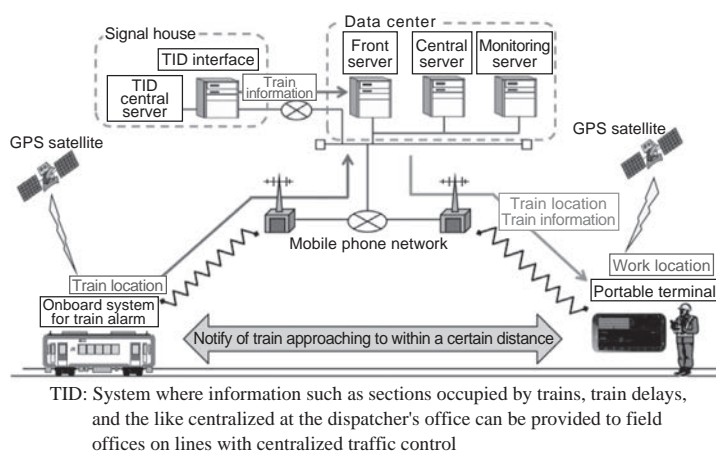 Signal house
TID interface
TID
central
server
Train
information
Data center
Front
server
Central
server
Monitoring
server
GPS satellite
GPS satellite
Mobile phone network
Train location
Train information
Train location
Onboard system
for train alarm
Work location
Portable terminal
Notify of train approaching to within a certain distance
TID: System where information such as sections occupied by trains, train delays,
and the like centralized at the dispatcher's office can be provided to field
offices on lines with centralized traffic control